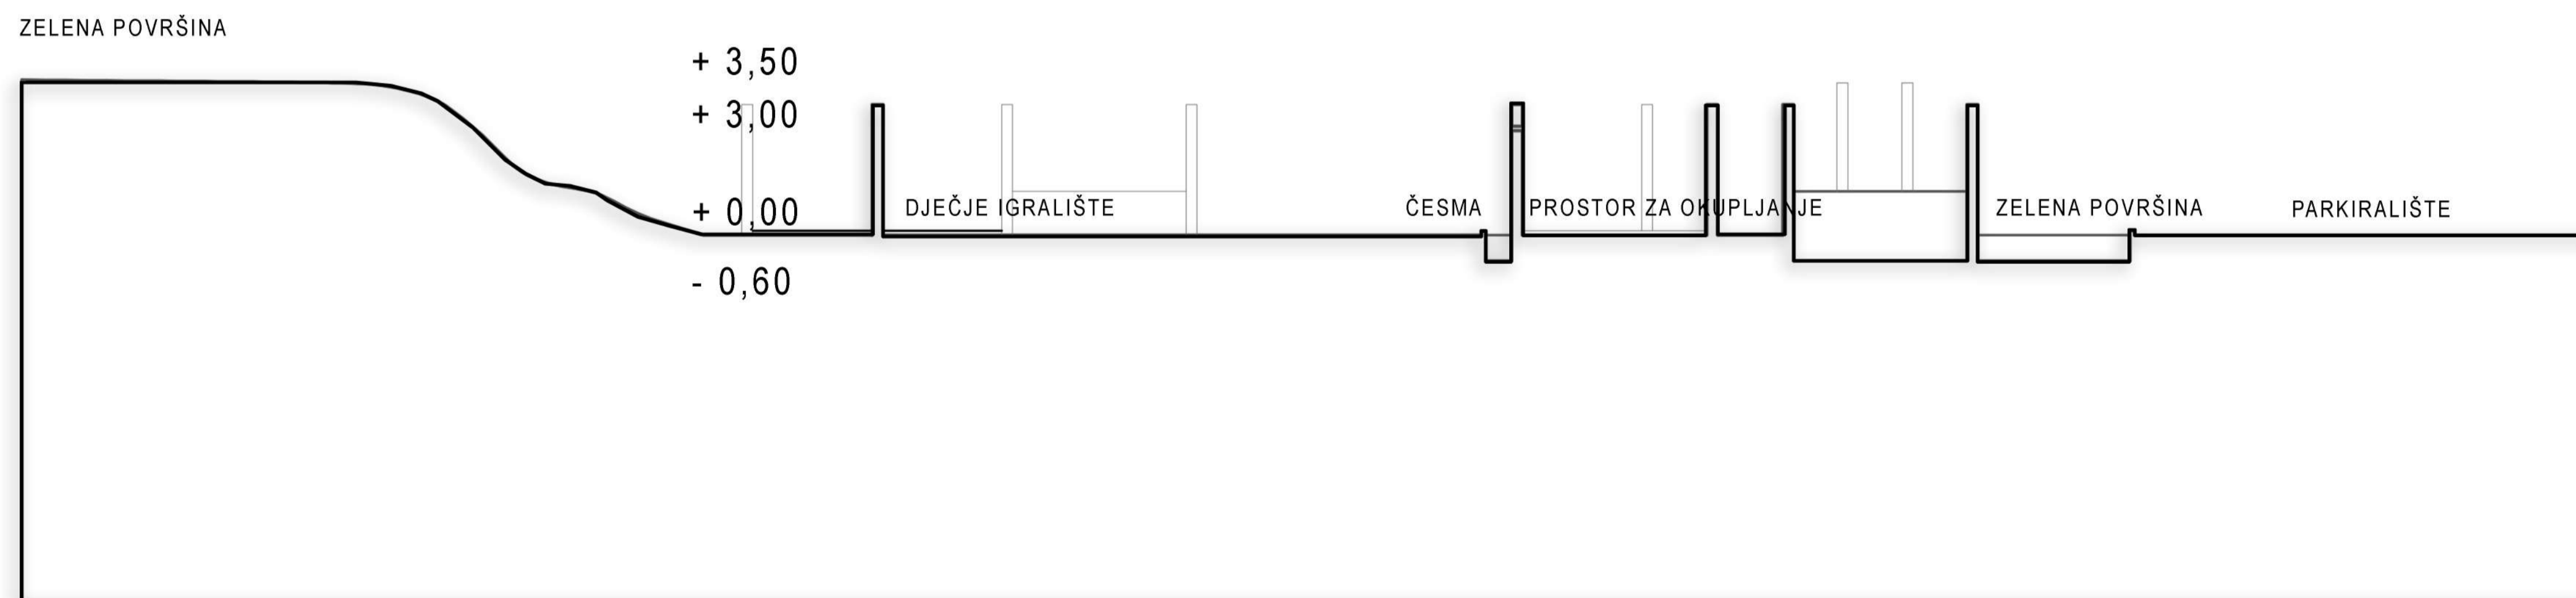 ZELENA POVRŠINA
+ 3,50
+ 3,00
+ 0,00
- 0,60
DJEČJE IGRALIŠTE
ČESMA
PROSTOR ZA OKUPLJANJE
ZELENA POVRŠINA
PARKIRALIŠTE